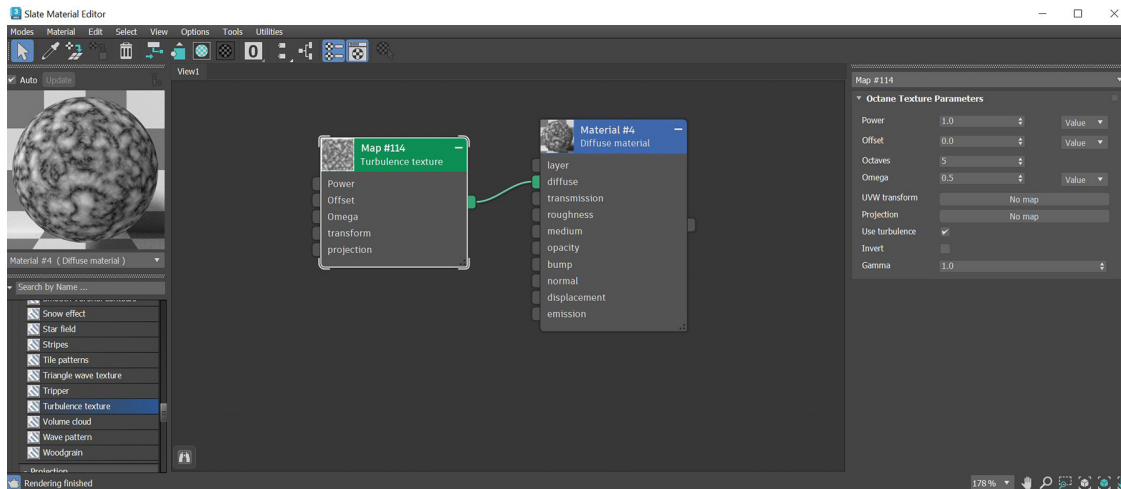 3
Slate Material Editor
Modes Material Edit Select View Options Tools Utilities
0
Auto Update
View1
Map #114
Octane Texture Parameters
Power 1.0 Value
Offset 0.0 Value
Octaves 5
Omega 0.5 Value
UVW transform No map
Projection No map
Use turbulence
Invert
Gamma 1.0
Map #114
Turbulence texture
Power
Offset
Omega
transform
projection
Material #4
Diffuse material
layer
diffuse
transmission
roughness
medium
opacity
bump
normal
displacement
emission
Material #4 ( Diffuse material )
Search by Name ...
Snow effect
Star field
Stripes
Tile patterns
Triangle wave texture
Tripper
Turbulence texture
Volume cloud
Wave pattern
Woodgrain
- Projection
Rendering finished
178%